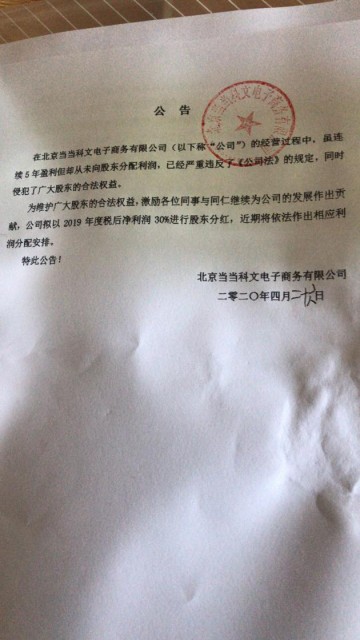 北京当当科文电子商务有限公司
公 告
在北京当当科文电子商务有限公司（以下称“公司”）的经营过程中，虽连
续5年盈利但却从未向股东分配利润，已经严重违反了《公司法》的规定，同时
侵犯了广大股东的合法权益。
为维护广大股东的合法权益，激励各位同事与同仁继续为公司的发展作出贡
献，公司拟以2019年度税后净利润30%进行股东分红，近期将依法作出相应利
润分配安排。
特此公告！
北京当当科文电子商务有限公司
二零二〇年四月二十六日